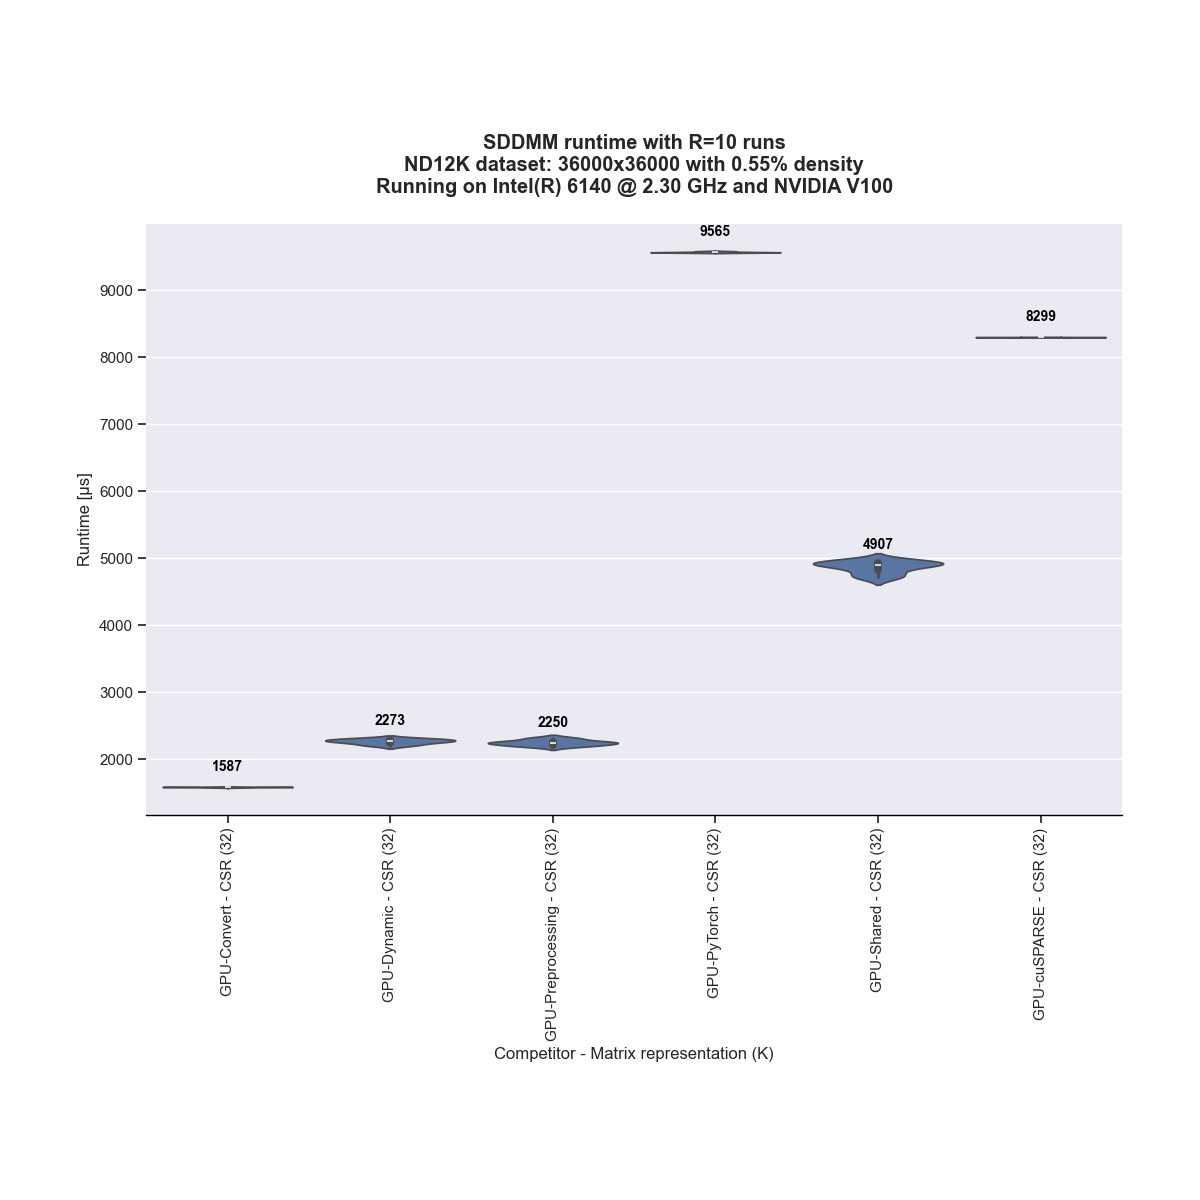 SDDMM runtime with R=10 runs
ND12K dataset: 36000x36000 with 0.55% density
Running on Intel(R) 6140 @ 2.30 GHz and NVIDIA V100
Runtime [µs]
9000
8000
7000
6000
5000
4000
3000
2000
1587
2273
2250
9565
4907
8299
GPU-Convert - CSR (32)
GPU-Dynamic - CSR (32)
GPU-Preprocessing - CSR (32)
GPU-PyTorch - CSR (32)
GPU-Shared - CSR (32)
GPU-cuSPARSE - CSR (32)
Competitor - Matrix representation (K)